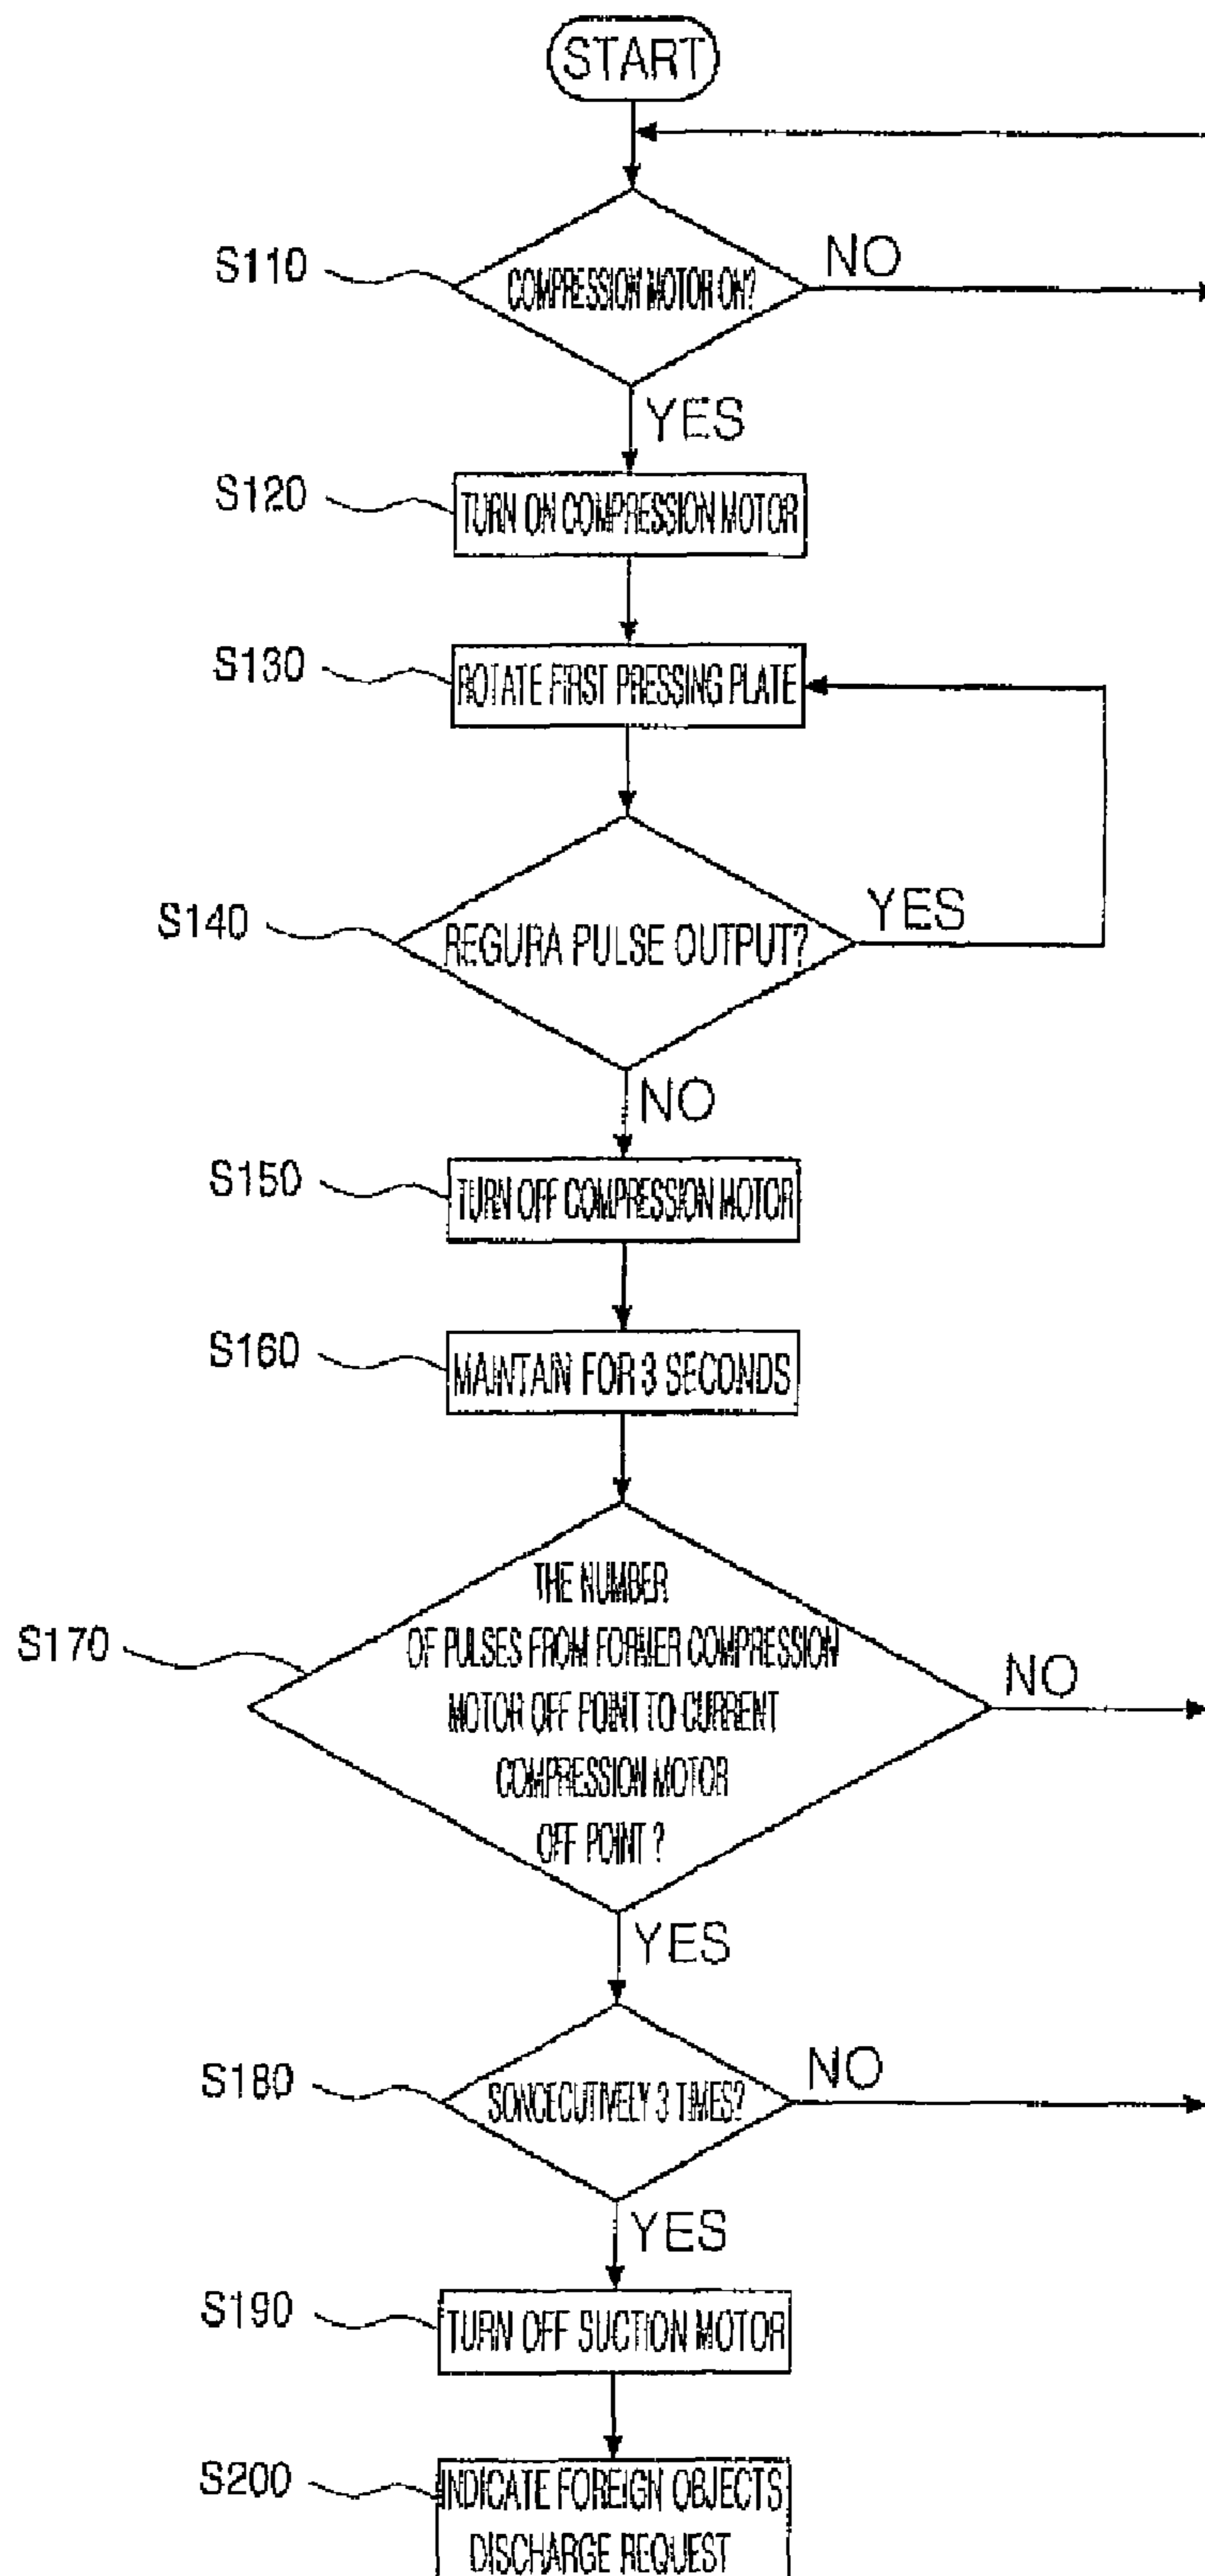 START
S110
COMPRESSION MOTOR ON?
NO
YES
S120
TURN ON COMPRESSION MOTOR
S130
ROTATE FIRST PRESSING PLATE
S140
REGURA PULSE OUTPUT?
YES
NO
S150
TURN OFF COMPRESSION MOTOR
S160
MAINTAIN FOR 3 SECONDS
S170
THE NUMBER
OF PULSES FROM FORMER COMPRESSION
MOTOR OFF POINT TO CURRENT
COMPRESSION MOTOR
OFF POINT ?
NO
YES
S180
SONCECUTIVELY 3 TIMES?
NO
YES
S190
TURN OFF SUCTION MOTOR
S200
INDICATE FOREIGN OBJECTS
DISCHARGE REQUEST